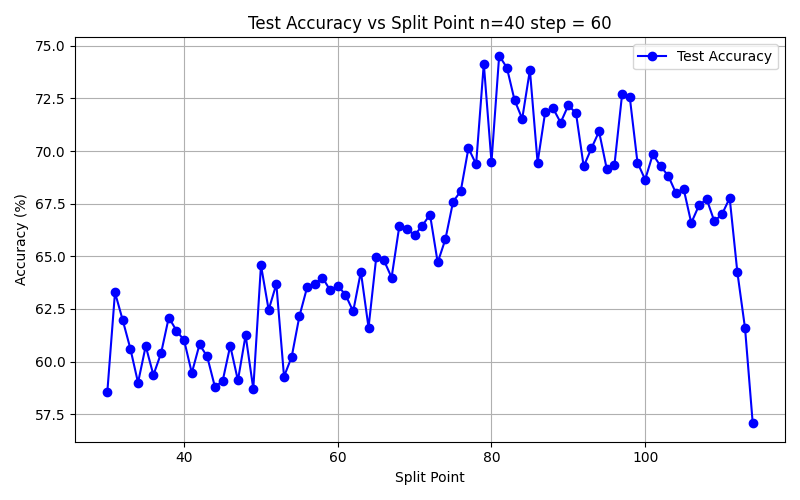 Test Accuracy vs Split Point n=40 step = 60
Test Accuracy
75.0
72.5
70.0
67.5
65.0
62.5
60.0
57.5
Accuracy (%)
40 60 80 100
Split Point